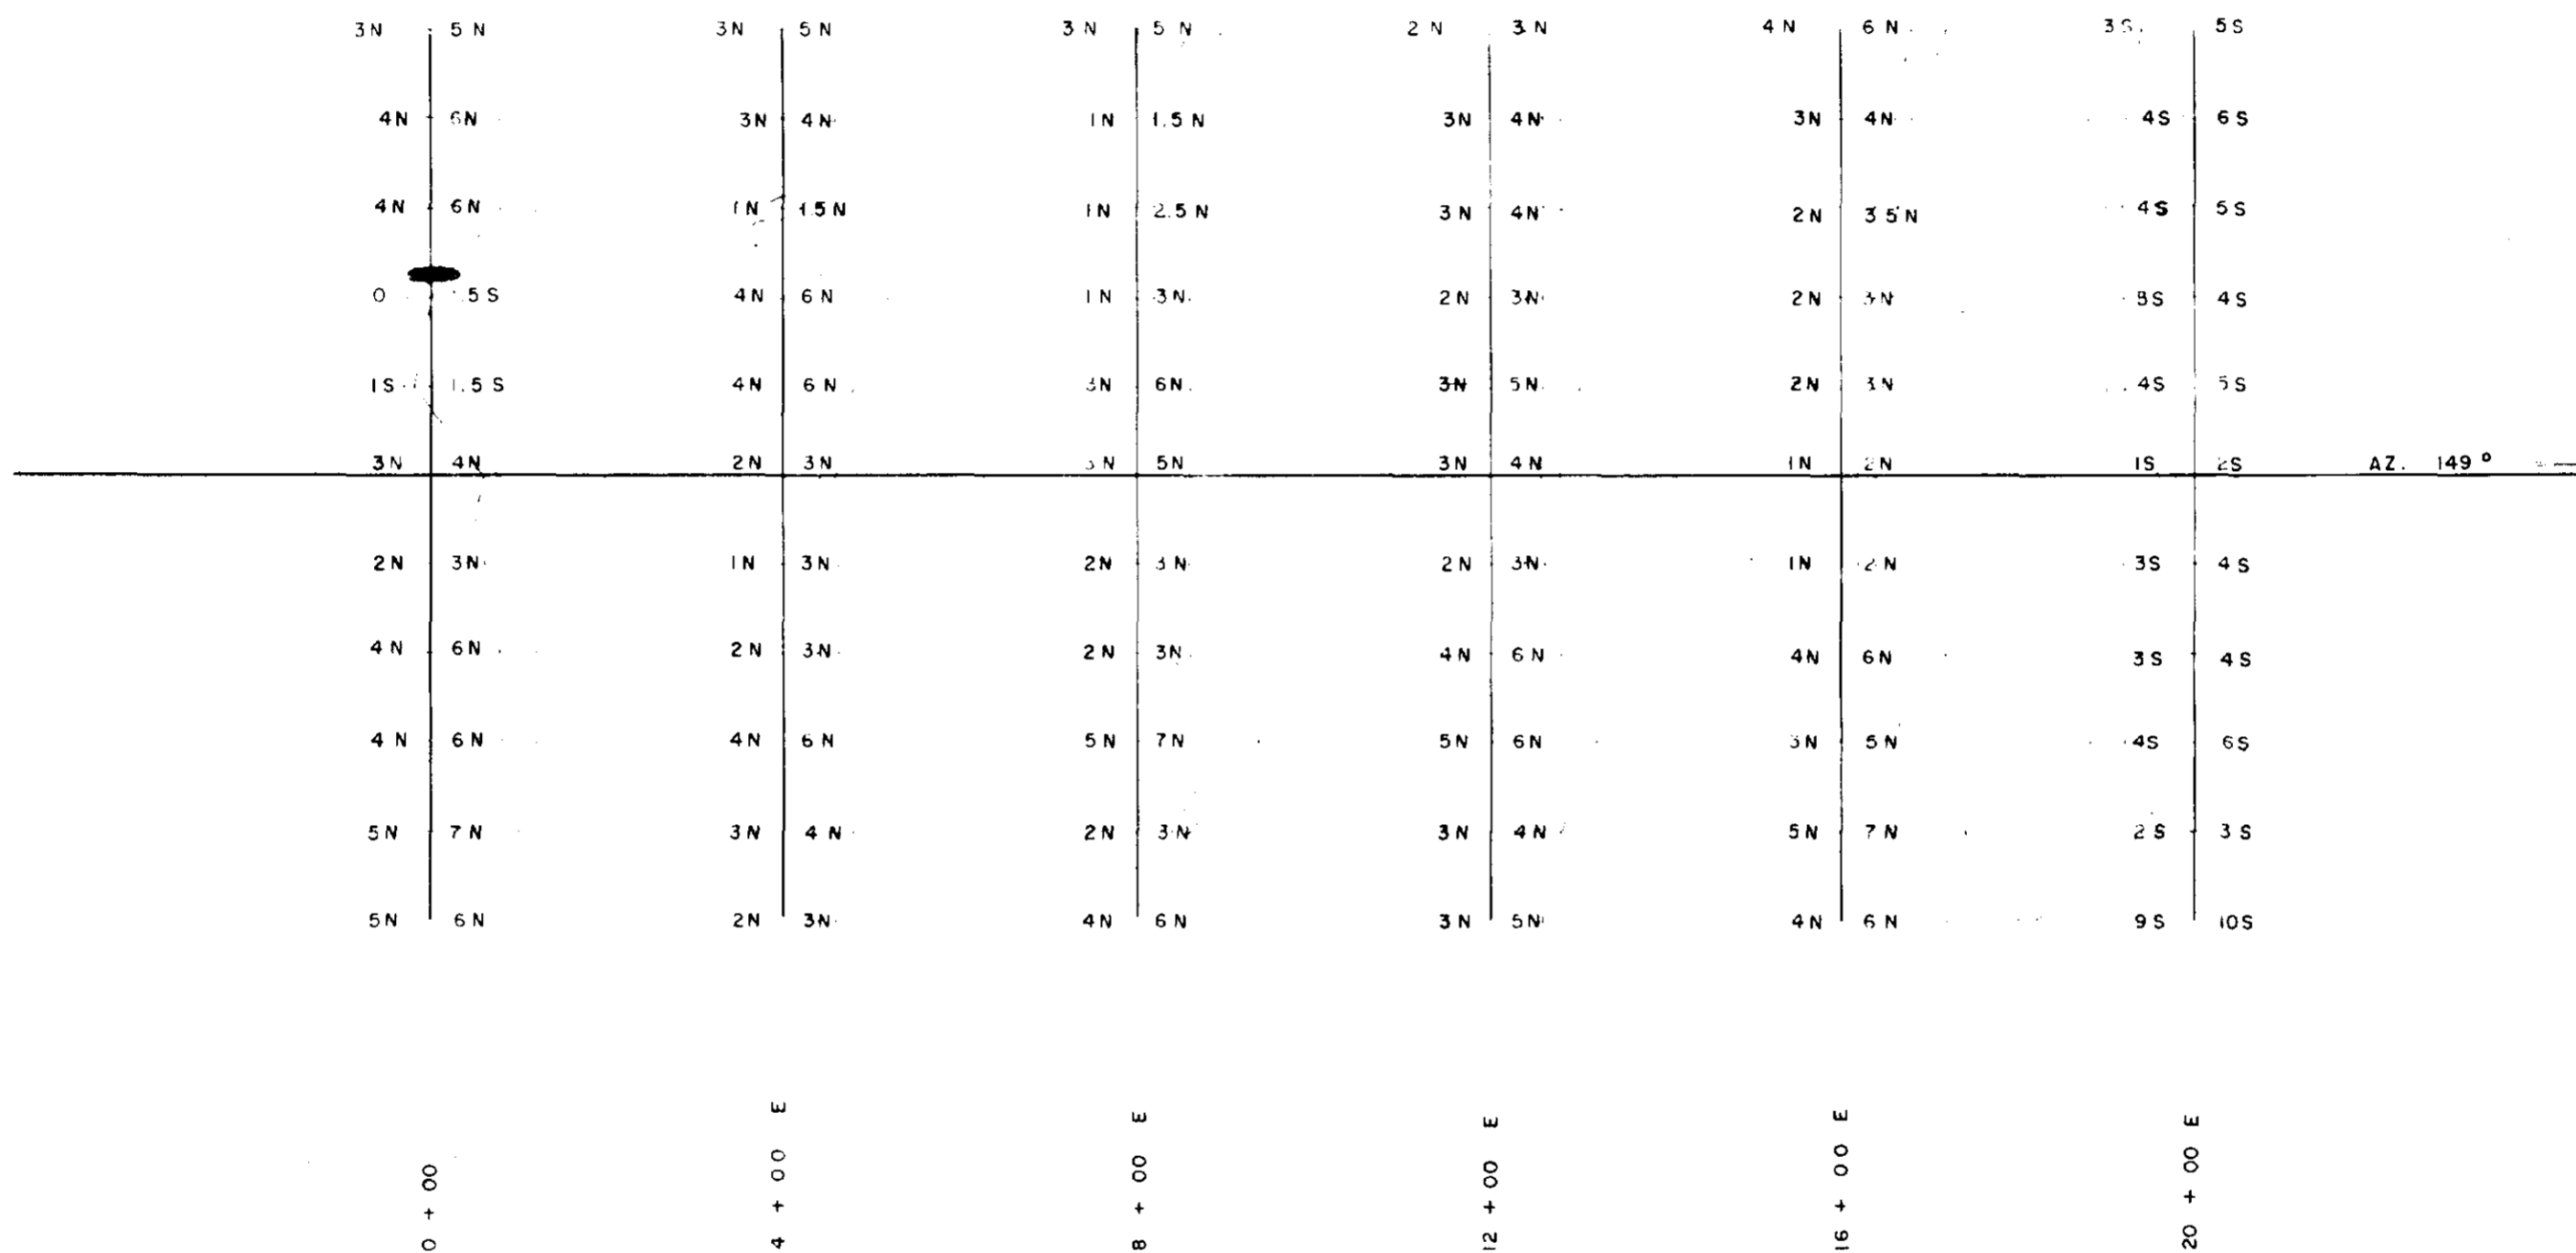 3N 5N 3N 5N 3N 5N 2N 3N 4N 6N 3S 5S
4N 6N 3N 4N 1N 1.5N 3N 4N 3N 4N 4S 6S
4N 6N 1N 1.5N 1N 2.5N 3N 4N 2N 3.5N 4S 5S
0 .5S 4N 6N 1N 3N 2N 3N 2N 3N 3S 4S
1S 1.5S 4N 6N 3N 6N 3N 5N 2N 3N 4S 5S
3N 4N 2N 3N 3N 5N 3N 4N 1N 2N 1S 2S AZ. 149°
2N 3N 1N 3N 2N 3N 2N 3N 1N 2N 3S 4S
4N 6N 2N 3N 2N 3N 4N 6N 4N 6N 3S 4S
4N 6N 4N 6N 5N 7N 5N 6N 3N 5N 4S 6S
5N 7N 3N 4N 2N 3N 3N 4N 5N 7N 2S 3S
5N 6N 2N 3N 4N 6N 3N 5N 4N 6N 9S 10S
0 + 00
4 + 00 E
8 + 00 E
12 + 00 E
16 + 00 E
20 + 00 E